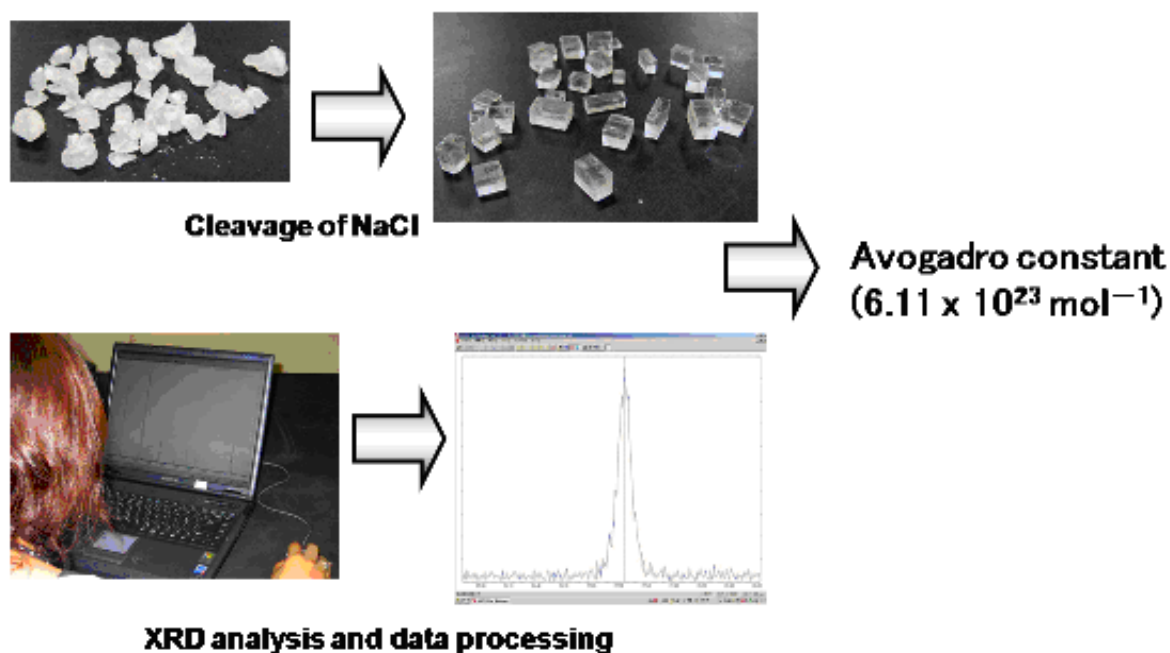 Cleavage of NaCl
Avogadro constant
(6.11 x 10²³ mol⁻¹)
XRD analysis and data processing